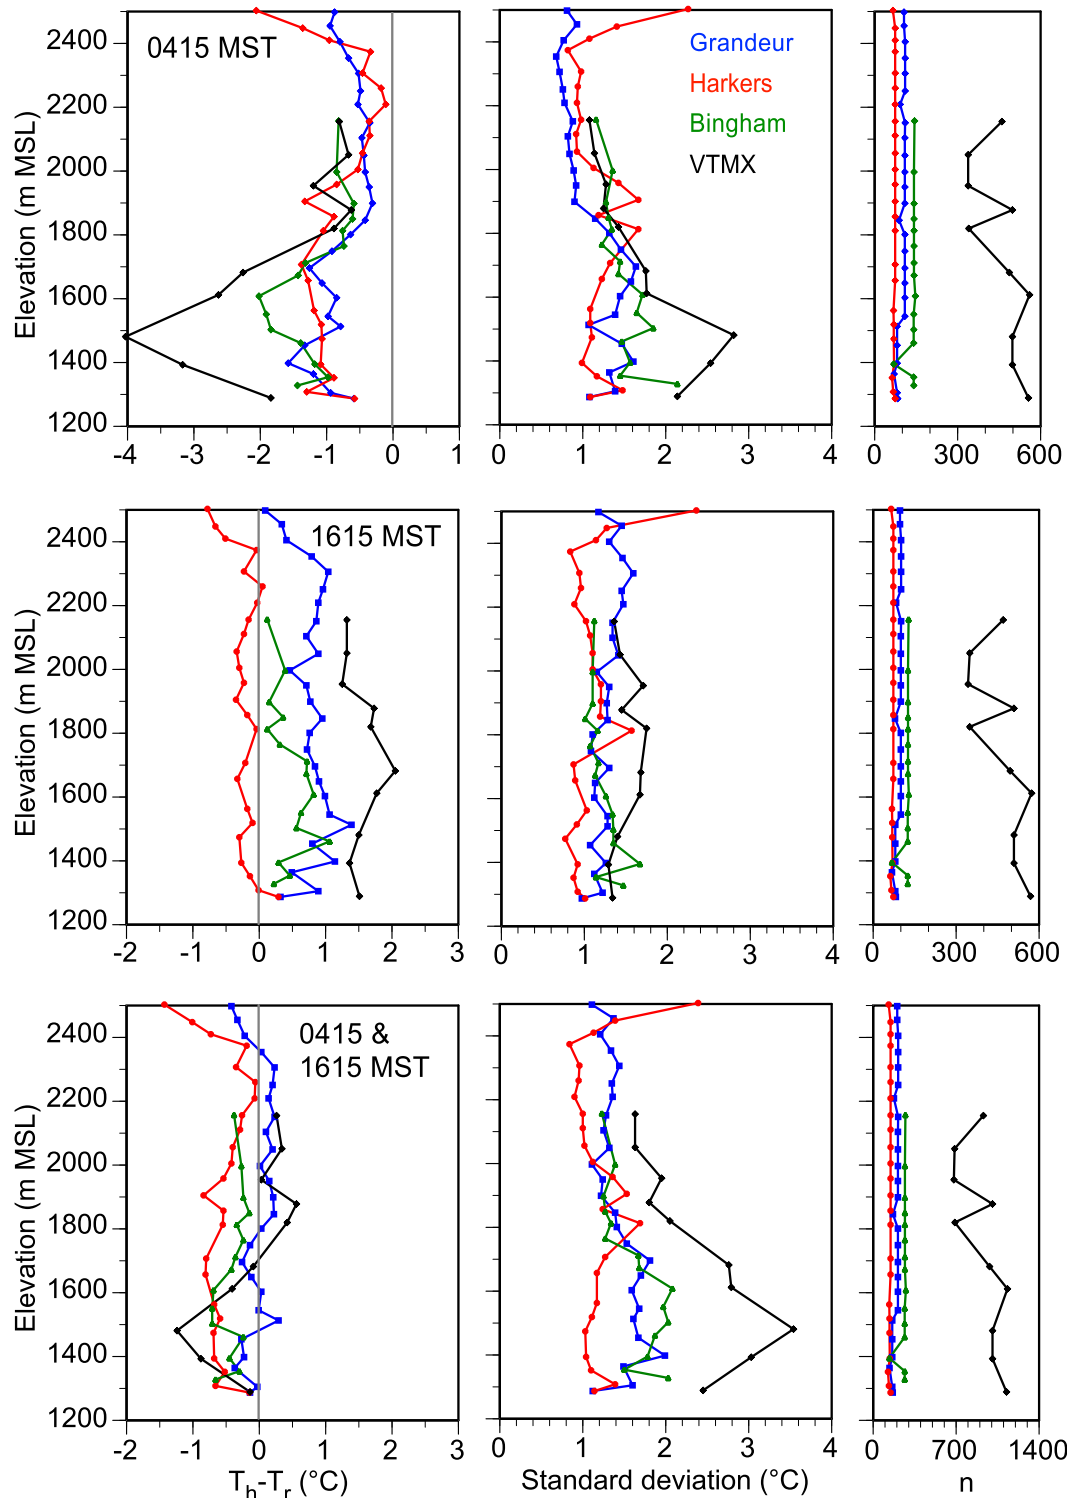 0415 MST
Grandeur
Harkers
Bingham
VTMX
Elevation (m MSL)
2400
2200
2000
1800
1600
1400
1200
-4 -3 -2 -1 0 1
0 1 2 3 4
0 300 600
1615 MST
Elevation (m MSL)
2400
2200
2000
1800
1600
1400
1200
-2 -1 0 1 2 3
0 1 2 3 4
0 300 600
0415 &
1615 MST
Elevation (m MSL)
2400
2200
2000
1800
1600
1400
1200
-2 -1 0 1 2 3
0 1 2 3 4
0 700 1400
Th-Tr (°C)
Standard deviation (°C)
n